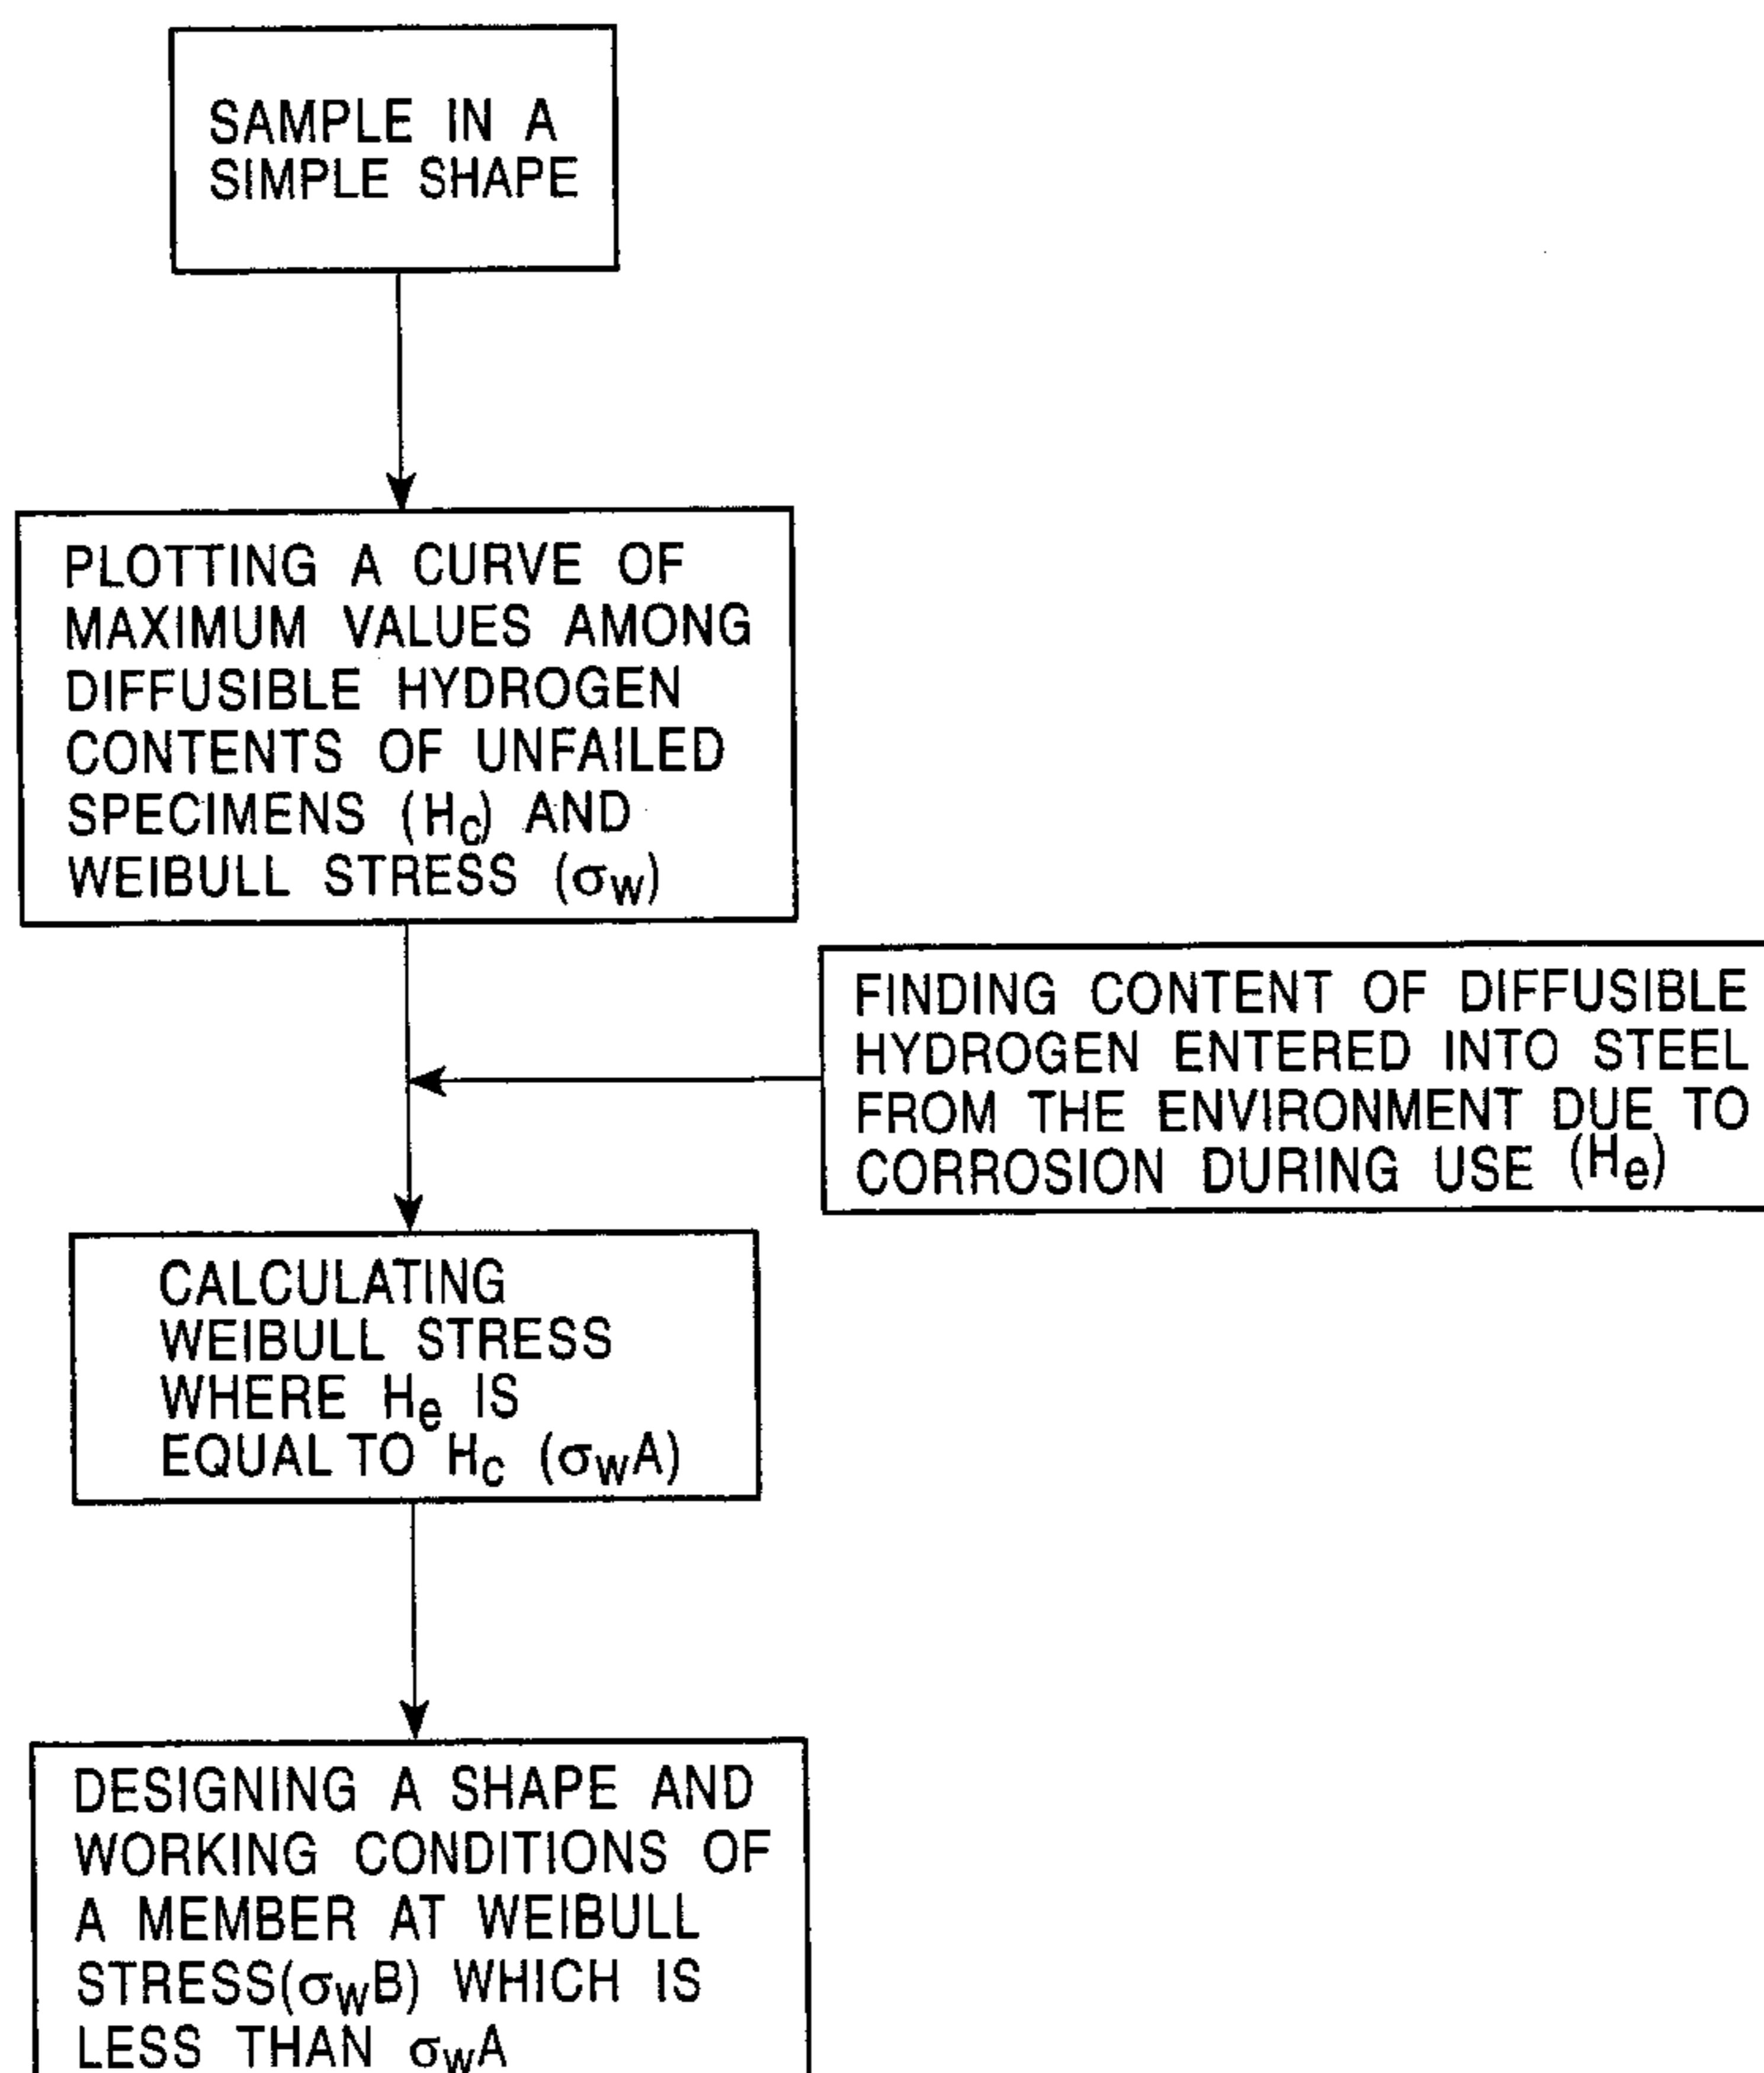 SAMPLE IN A
SIMPLE SHAPE
PLOTTING A CURVE OF
MAXIMUM VALUES AMONG
DIFFUSIBLE HYDROGEN
CONTENTS OF UNFAILED
SPECIMENS (Hc) AND
WEIBULL STRESS (σw)
FINDING CONTENT OF DIFFUSIBLE
HYDROGEN ENTERED INTO STEEL
FROM THE ENVIRONMENT DUE TO
CORROSION DURING USE (He)
CALCULATING
WEIBULL STRESS
WHERE He IS
EQUAL TO Hc (σwA)
DESIGNING A SHAPE AND
WORKING CONDITIONS OF
A MEMBER AT WEIBULL
STRESS(σwB) WHICH IS
LESS THAN σwA